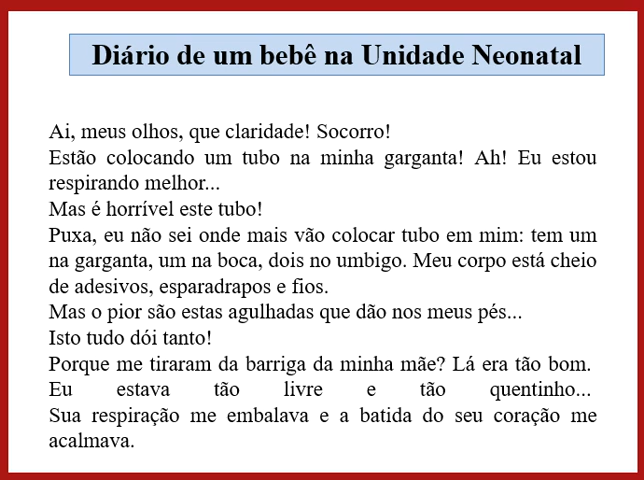 Diário de um bebê na Unidade Neonatal
Ai, meus olhos, que claridade! Socorro!
Estão colocando um tubo na minha garganta! Ah! Eu estou
respirando melhor...
Mas é horrível este tubo!
Puxa, eu não sei onde mais vão colocar tubo em mim: tem um
na garganta, um na boca, dois no umbigo. Meu corpo está cheio
de adesivos, esparadrapos e fios.
Mas o pior são estas agulhadas que dão nos meus pés...
Isto tudo dói tanto!
Porque me tiraram da barriga da minha mãe? Lá era tão bom.
Eu estava tão livre e tão quentinho...
Sua respiração me embalava e a batida do seu coração me
acalmava.